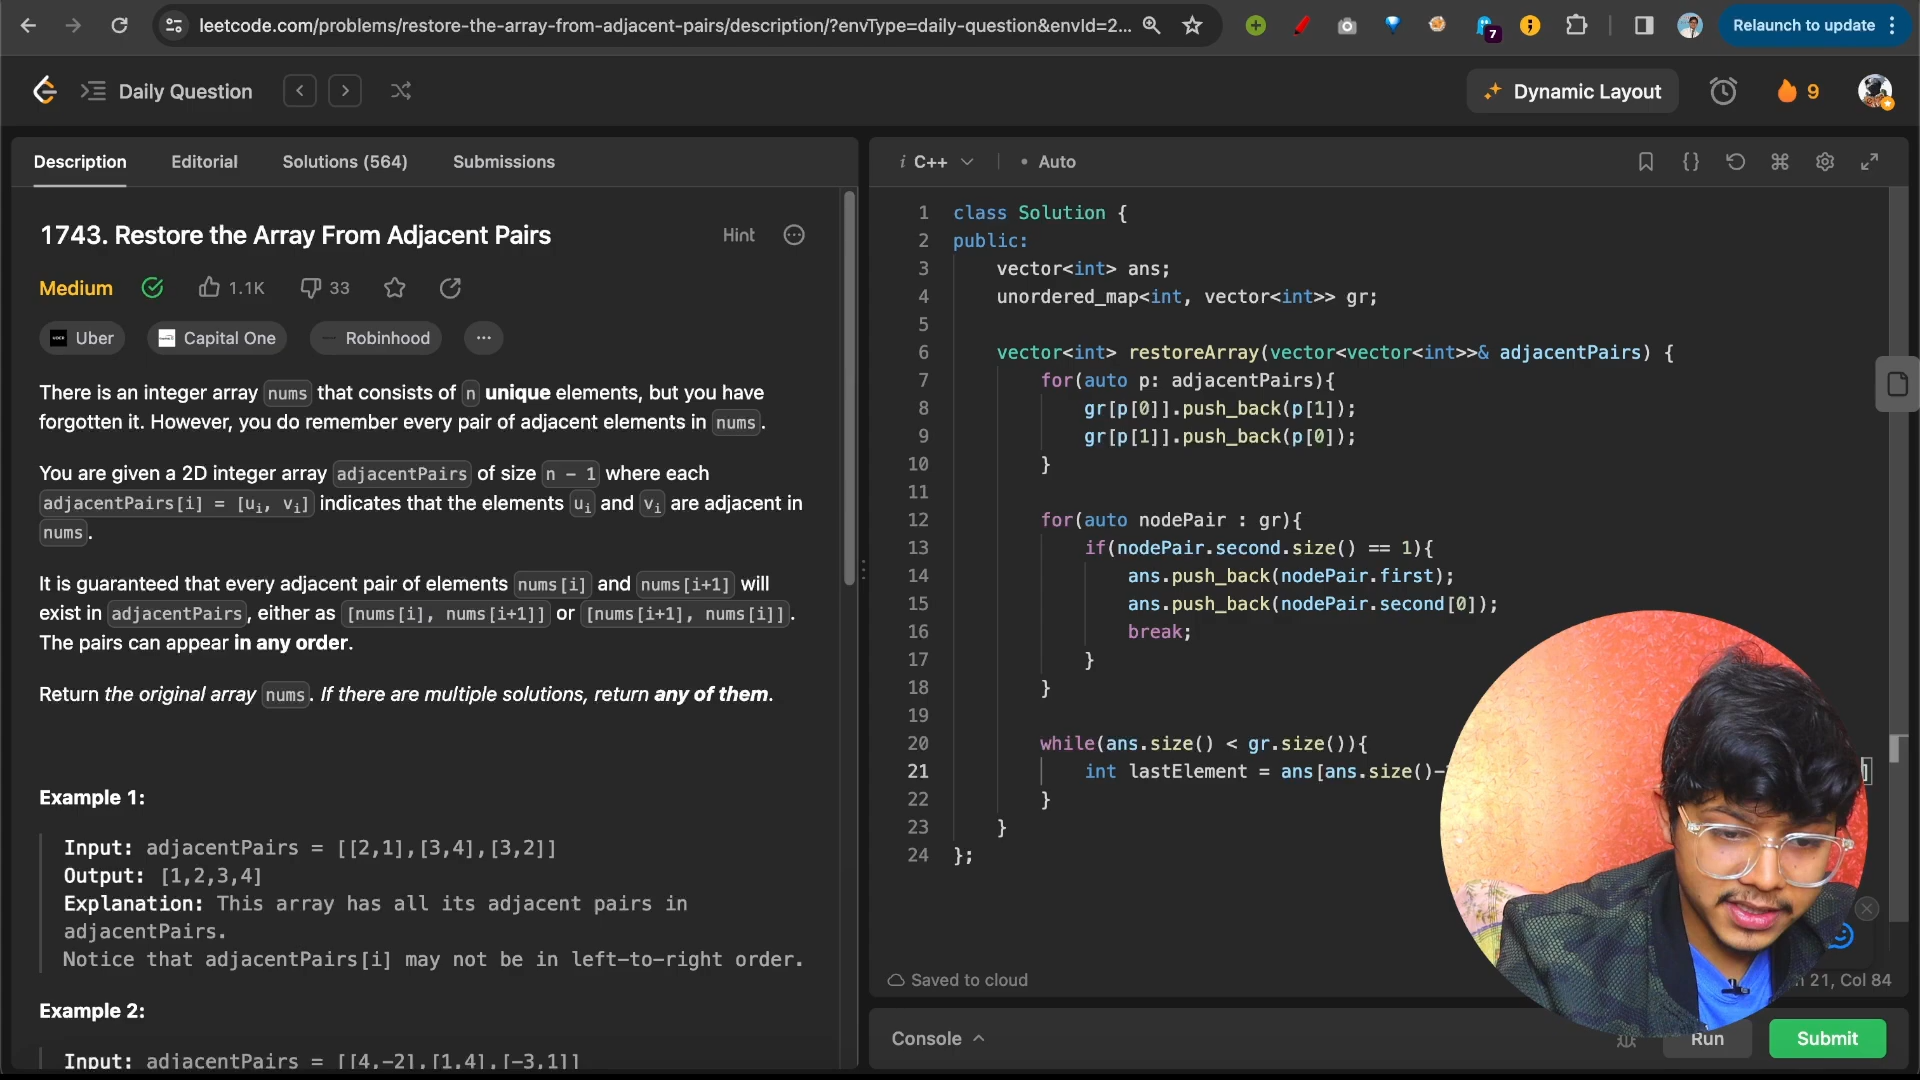 leetcode.com/problems/restore-the-array-from-adjacent-pairs/description/?envType=daily-question&envId=2...
7
Relaunch to update
Daily Question
Dynamic Layout
9
Description
Editorial
Solutions (564)
Submissions
1743. Restore the Array From Adjacent Pairs
Hint
Medium
1.1K
33
Uber
Capital One
Robinhood
There is an integer array nums that consists of n unique elements, but you have
forgotten it. However, you do remember every pair of adjacent elements in nums.
You are given a 2D integer array adjacentPairs of size n - 1 where each
adjacentPairs[i] = [ui, vi] indicates that the elements ui and vi are adjacent in
nums.
It is guaranteed that every adjacent pair of elements nums[i] and nums[i+1] will
exist in adjacentPairs, either as [nums[i], nums[i+1]] or [nums[i+1], nums[i]].
The pairs can appear in any order.
Return the original array nums. If there are multiple solutions, return any of them.
Example 1:
Input: adjacentPairs = [[2,1],[3,4],[3,2]]
Output: [1,2,3,4]
Explanation: This array has all its adjacent pairs in
adjacentPairs.
Notice that adjacentPairs[i] may not be in left-to-right order.
Example 2:
Input: adjacentPairs = [[4,-2],[1,4],[-3,1]]
i C++
• Auto
1 class Solution {
2 public:
3 vector<int> ans;
4 unordered_map<int, vector<int>> gr;
5
6 vector<int> restoreArray(vector<vector<int>>& adjacentPairs) {
7 for(auto p: adjacentPairs){
8 gr[p[0]].push_back(p[1]);
9 gr[p[1]].push_back(p[0]);
10 }
11
12 for(auto nodePair : gr){
13 if(nodePair.second.size() == 1){
14 ans.push_back(nodePair.first);
15 ans.push_back(nodePair.second[0]);
16 break;
17 }
18 }
19
20 while(ans.size() < gr.size()){
21 int lastElement = ans[ans.size()- ]
22 }
23 }
24 };
Saved to cloud
21, Col 84
Console
Run
Submit